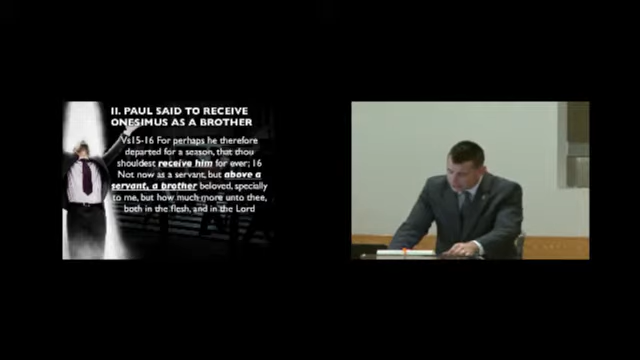 II. PAUL SAID TO RECEIVE
ONESIMUS AS A BROTHER
Vs15-16 For perhaps he therefore
departed for a season, that thou
shouldest receive him for ever; 16
Not now as a servant, but above a
servant, a brother beloved, specially
to me, but how much more unto thee,
both in the flesh, and in the Lord